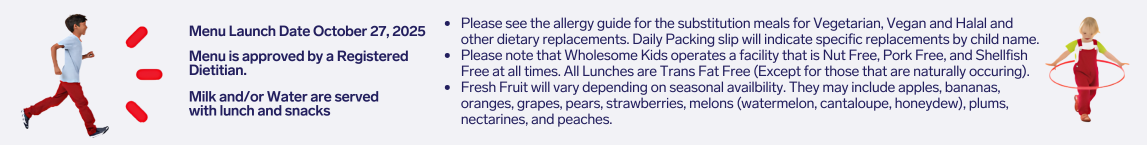 Menu Launch Date October 27, 2025
Menu is approved by a Registered
Dietitian.
Milk and/or Water are served
with lunch and snacks
• Please see the allergy guide for the substitution meals for Vegetarian, Vegan and Halal and
other dietary replacements. Daily Packing slip will indicate specific replacements by child name.
• Please note that Wholesome Kids operates a facility that is Nut Free, Pork Free, and Shellfish
Free at all times. All Lunches are Trans Fat Free (Except for those that are naturally occuring).
• Fresh Fruit will vary depending on seasonal availbility. They may include apples, bananas,
oranges, grapes, pears, strawberries, melons (watermelon, cantaloupe, honeydew), plums,
nectarines, and peaches.